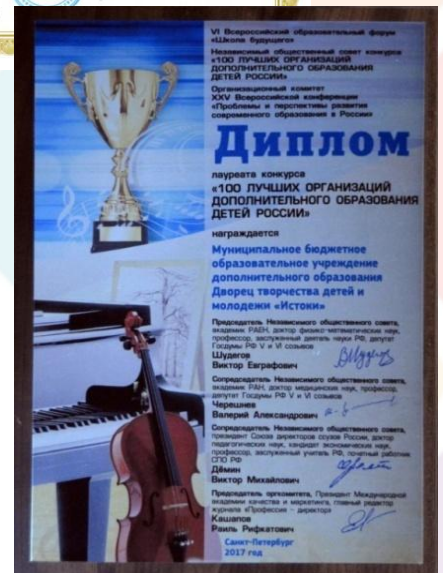 VI Всероссийский образовательный форум
«Школа будущего»
Независимый общественный совет конкурса
«100 ЛУЧШИХ ОРГАНИЗАЦИЙ
ДОПОЛНИТЕЛЬНОГО ОБРАЗОВАНИЯ
ДЕТЕЙ РОССИИ»
Организационный комитет
XXV Всероссийской конференции
«Проблемы и перспективы развития
современного образования в России»
Диплом
лауреата конкурса
«100 ЛУЧШИХ ОРГАНИЗАЦИЙ
ДОПОЛНИТЕЛЬНОГО ОБРАЗОВАНИЯ
ДЕТЕЙ РОССИИ»
награждается
Муниципальное бюджетное
образовательное учреждение
дополнительного образования
Дворец творчества детей и
молодежи «Истоки»
Председатель Независимого общественного совета,
академик РАЕН, доктор физико-математических наук,
профессор, заслуженный деятель науки РФ, депутат
Госдумы РФ V и VI созывов
Шудегов
Виктор Евграфович
Сопредседатель Независимого общественного совета,
академик РАН, доктор медицинских наук, профессор,
депутат Госдумы РФ V и VI созывов
Черешнев
Валерий Александрович
Сопредседатель Независимого общественного совета,
президент Союза директоров ссузов России, доктор
педагогических наук, кандидат экономических наук,
профессор, заслуженный учитель РФ, почетный работник
СПО РФ
Дёмин
Виктор Михайлович
Председатель оргкомитета, Президент Международной
академии качества и маркетинга, главный редактор
журнала «Профессия - директор»
Кашапов
Раиль Рифкатович
Санкт-Петербург
2017 год